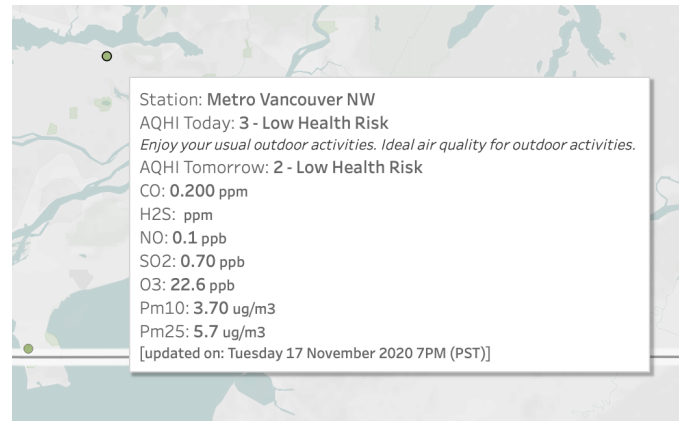 Station: Metro Vancouver NW
AQHI Today: 3 - Low Health Risk
Enjoy your usual outdoor activities. Ideal air quality for outdoor activities.
AQHI Tomorrow: 2 - Low Health Risk
CO: 0.200 ppm
H2S: ppm
NO: 0.1 ppb
SO2: 0.70 ppb
O3: 22.6 ppb
Pm10: 3.70 ug/m3
Pm25: 5.7 ug/m3
[updated on: Tuesday 17 November 2020 7PM (PST)]